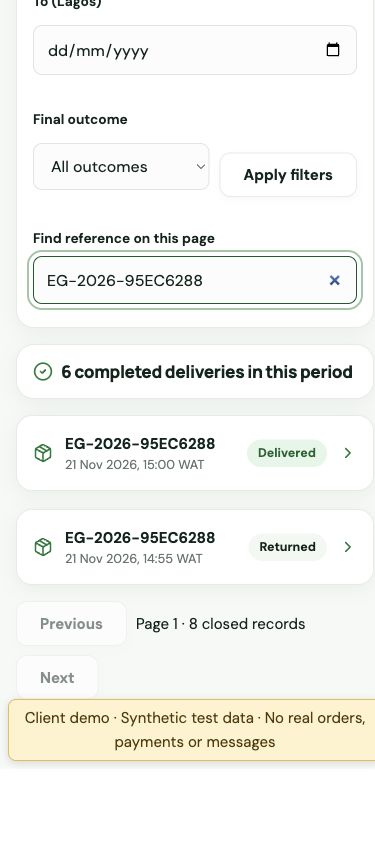 To (Lagos)
dd/mm/yyyy
Final outcome
All outcomes
Apply filters
Find reference on this page
EG-2026-95EC6288
6 completed deliveries in this period
EG-2026-95EC6288
21 Nov 2026, 15:00 WAT
Delivered
EG-2026-95EC6288
21 Nov 2026, 14:55 WAT
Returned
Previous
Page 1 · 8 closed records
Next
Client demo · Synthetic test data · No real orders,
payments or messages